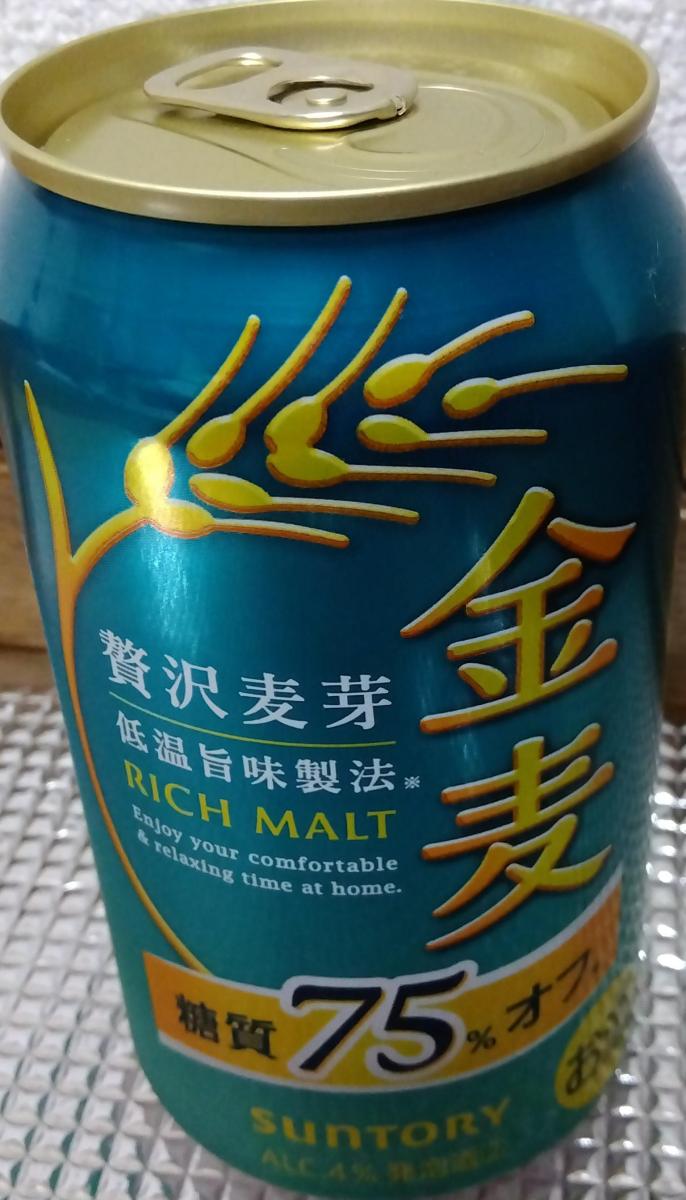 金麦
贅沢麦芽
低温旨味製法※
RICH MALT
Enjoy your comfortable
& relaxing time at home.
糖質75%オフ
SUNTORY
ALC.4% 発泡酒②